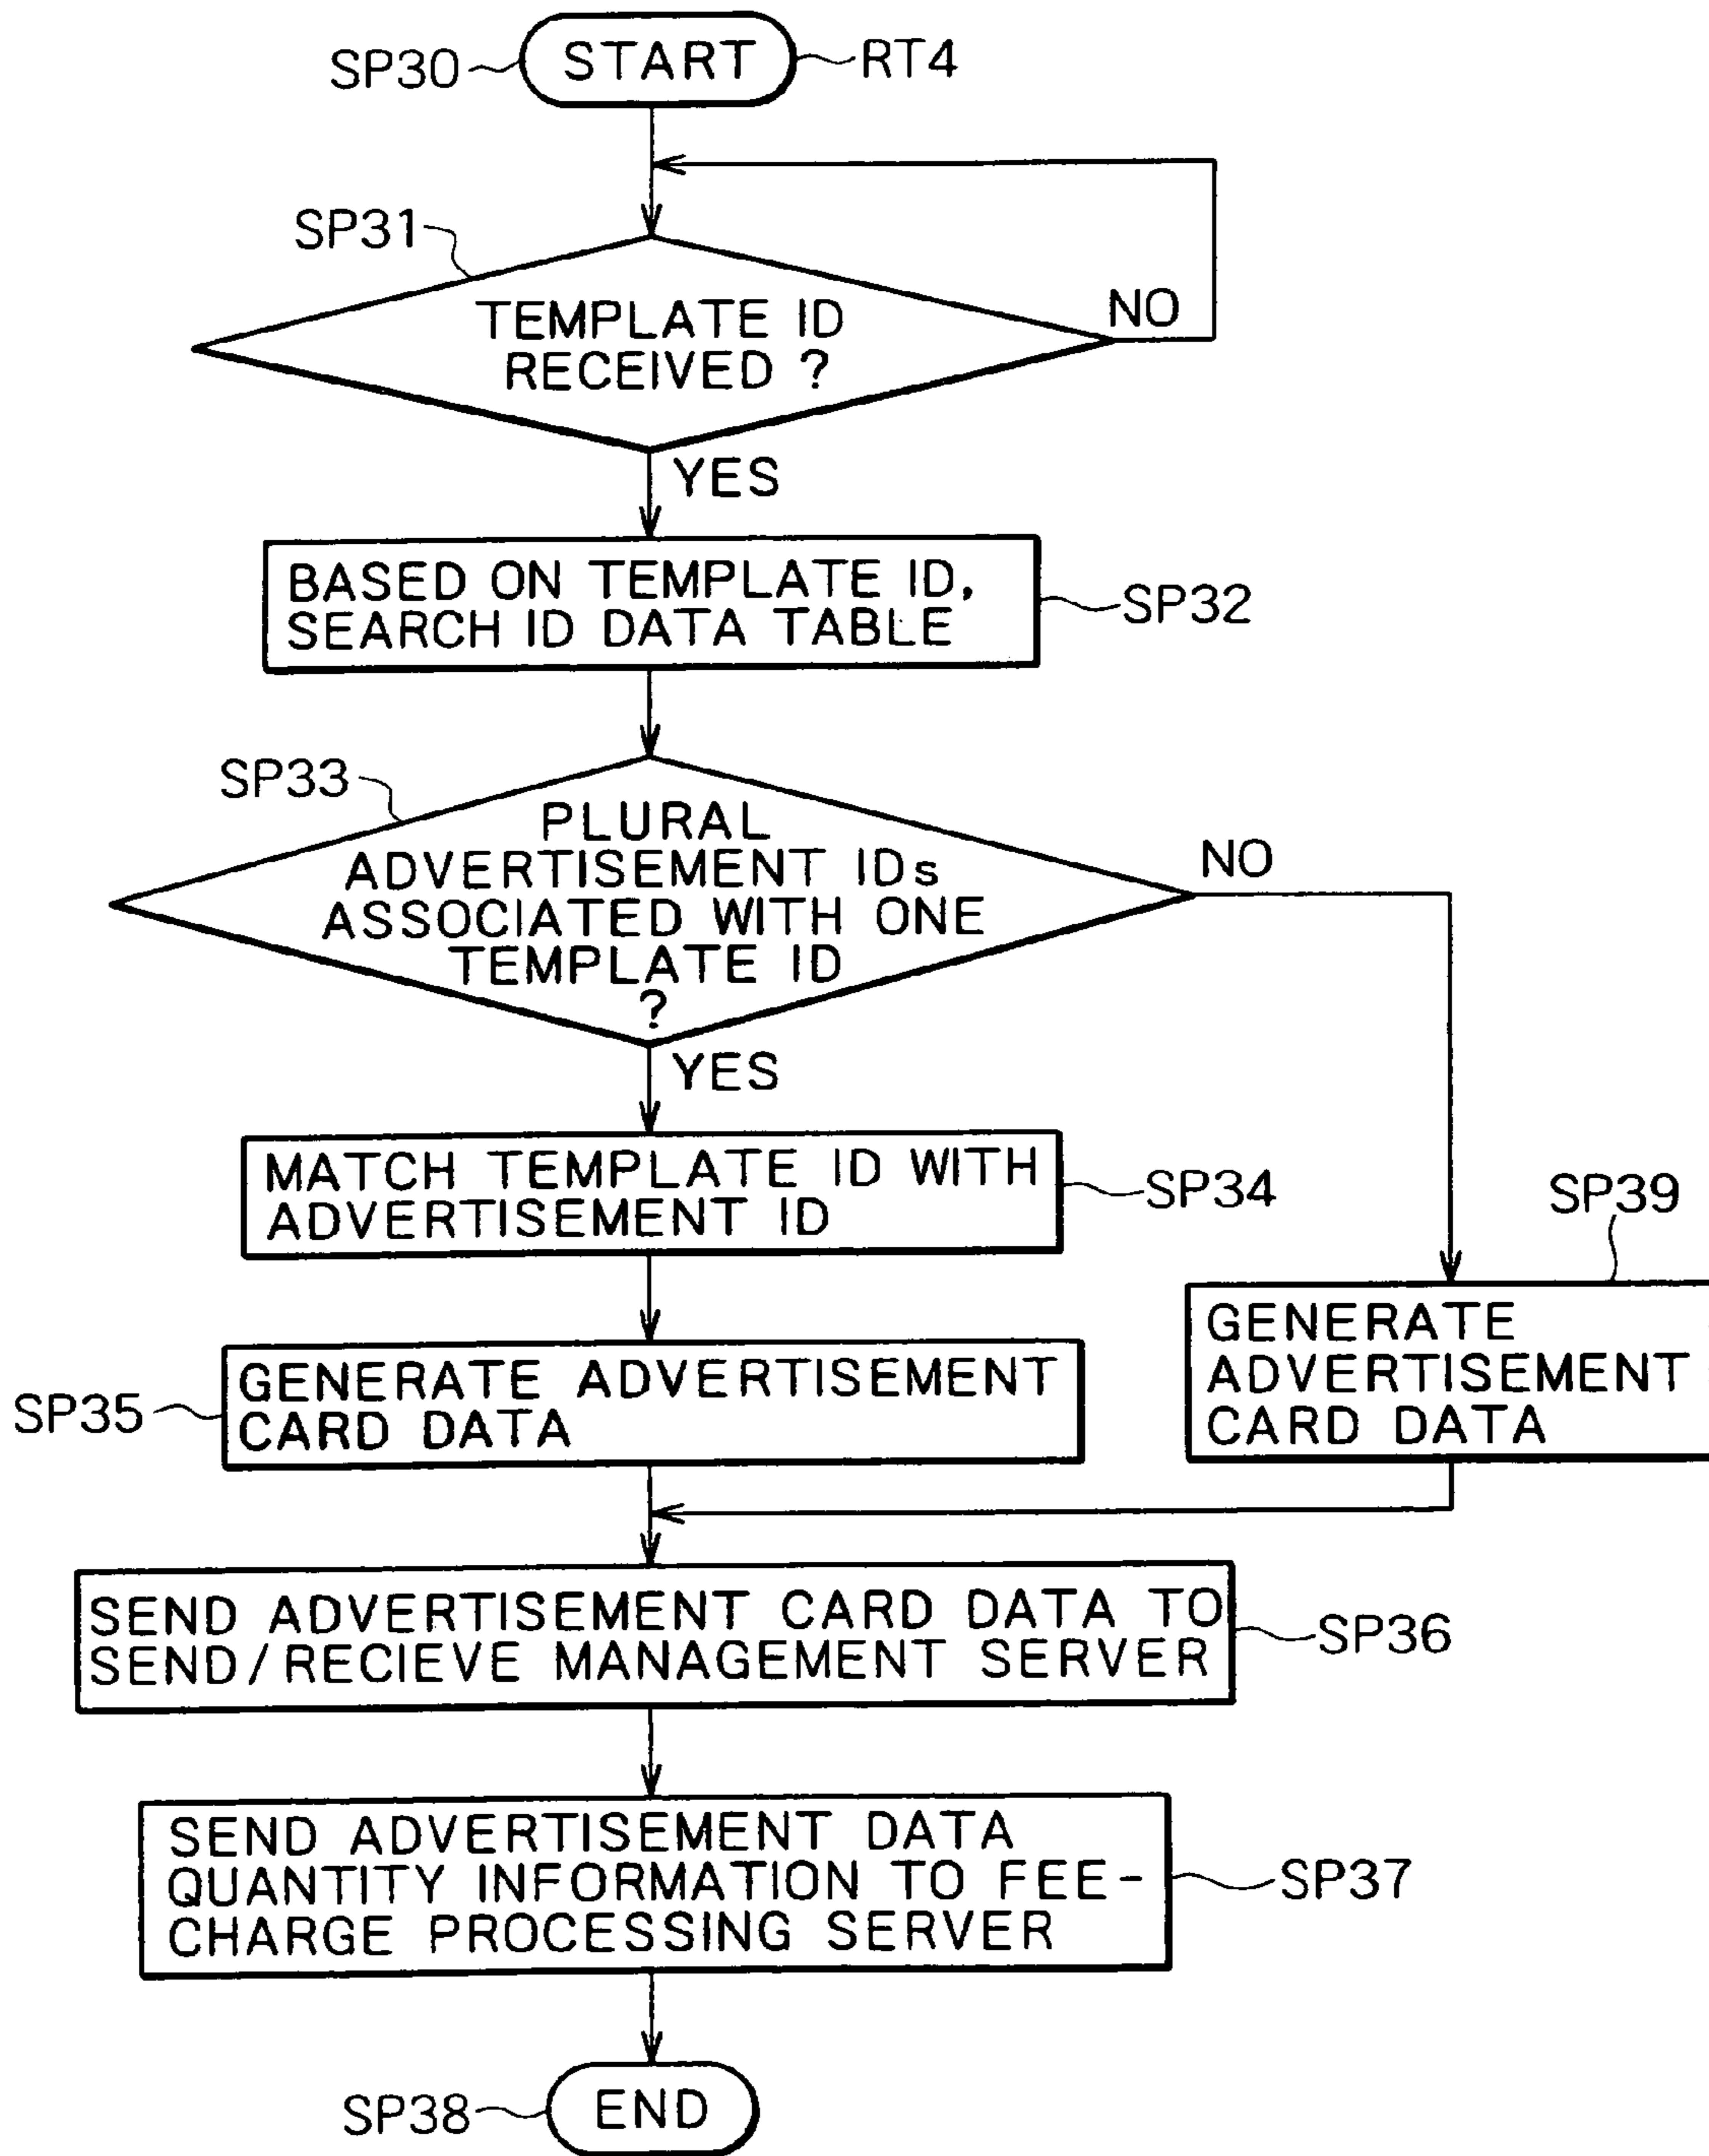 SP30
START
RT4
SP31
TEMPLATE ID
RECEIVED ?
NO
YES
BASED ON TEMPLATE ID,
SEARCH ID DATA TABLE
SP32
SP33
PLURAL
ADVERTISEMENT IDs
ASSOCIATED WITH ONE
TEMPLATE ID
?
NO
YES
MATCH TEMPLATE ID WITH
ADVERTISEMENT ID
SP34
SP39
GENERATE
ADVERTISEMENT
CARD DATA
SP35
GENERATE ADVERTISEMENT
CARD DATA
SEND ADVERTISEMENT CARD DATA TO
SEND/RECIEVE MANAGEMENT SERVER
SP36
SEND ADVERTISEMENT DATA
QUANTITY INFORMATION TO FEE-
CHARGE PROCESSING SERVER
SP37
SP38
END